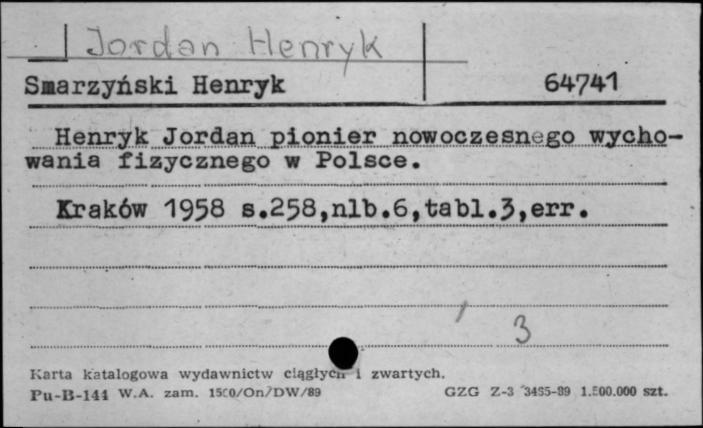 Jordan Henryk
Smarzyński Henryk 64741
Henryk Jordan pionier nowoczesnego wycho-
wania fizycznego w Polsce.
Kraków 1958 s.258,nlb.6,tabl.3,err.
3
Karta katalogowa wydawnictw ciągłych i zwartych.
Pu-B-144 W.A. zam. 1500/On/DW/89 GZG Z-3 3485-89 1.500.000 szt.